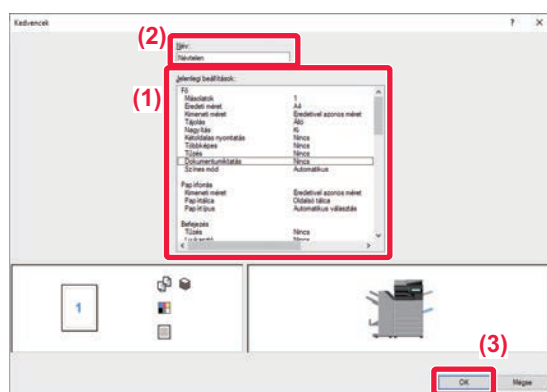 Kedvencek
? X
(2)
Név:
Névtelen
(1)
Jelenlegi beállítások:
Fő
Másolatok 1
Eredeti méret A4
Kimeneti méret Eredetivel azonos méret
Tájolás Álló
Nagyítás Ki
Kétoldalas nyomtatás Nincs
Többképes Nincs
Tűzés Nincs
Dokumentumiktatás Nincs
Színes mód Automatikus
Papírforrás
Kimeneti méret Eredetivel azonos méret
Papírtálca Oldalsó tálca
Papírtípus Automatikus választás
Befejezés
Tűzés Nincs
Lyukasztó Nincs
1
(3)
OK Mégse